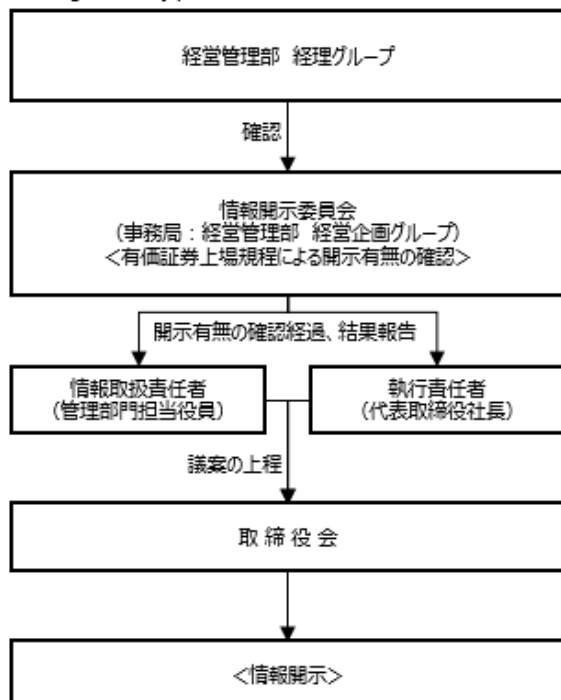 経営管理部 経理グループ
確認
情報開示委員会
(事務局:経営管理部 経営企画グループ)
<有価証券上場規程による開示有無の確認>
開示有無の確認経過、結果報告
情報取扱責任者
(管理部門担当役員)
執行責任者
(代表取締役社長)
議案の上程
取 締 役 会
<情報開示>